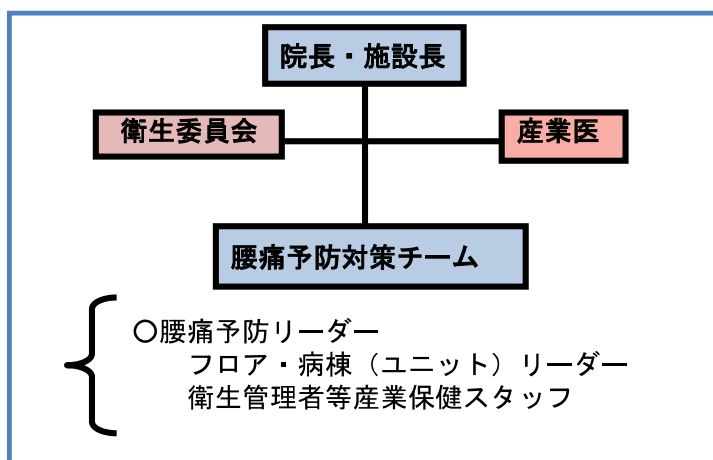 院長・施設長
衛生委員会
産業医
腰痛予防対策チーム
〇腰痛予防リーダー
フロア・病棟（ユニット）リーダー
衛生管理者等産業保健スタッフ